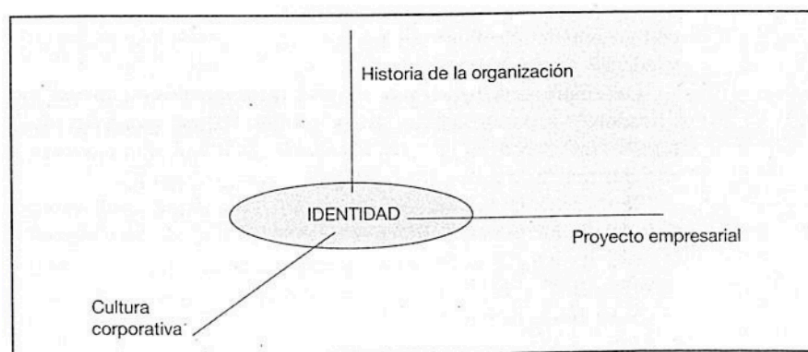 Historia de la organización
IDENTIDAD
Proyecto empresarial
Cultura
corporativa